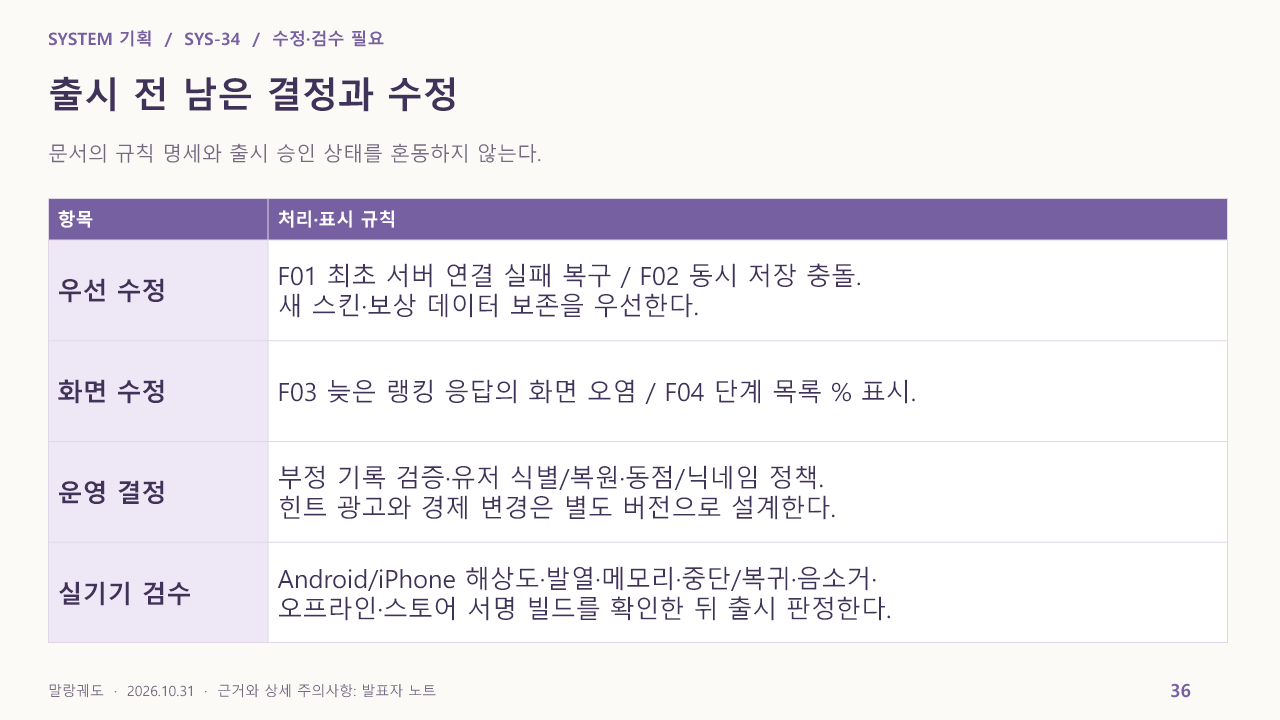 SYSTEM 기획 / SYS-34 / 수정·검수 필요
출시 전 남은 결정과 수정
문서의 규칙 명세와 출시 승인 상태를 혼동하지 않는다.
항목
처리·표시 규칙
우선 수정
F01 최초 서버 연결 실패 복구 / F02 동시 저장 충돌.
새 스킨·보상 데이터 보존을 우선한다.
화면 수정
F03 늦은 랭킹 응답의 화면 오염 / F04 단계 목록 % 표시.
운영 결정
부정 기록 검증·유저 식별/복원·동점/닉네임 정책.
힌트 광고와 경제 변경은 별도 버전으로 설계한다.
실기기 검수
Android/iPhone 해상도·발열·메모리·중단/복귀·음소거·
오프라인·스토어 서명 빌드를 확인한 뒤 출시 판정한다.
말랑궤도 · 2026.10.31 · 근거와 상세 주의사항: 발표자 노트
36